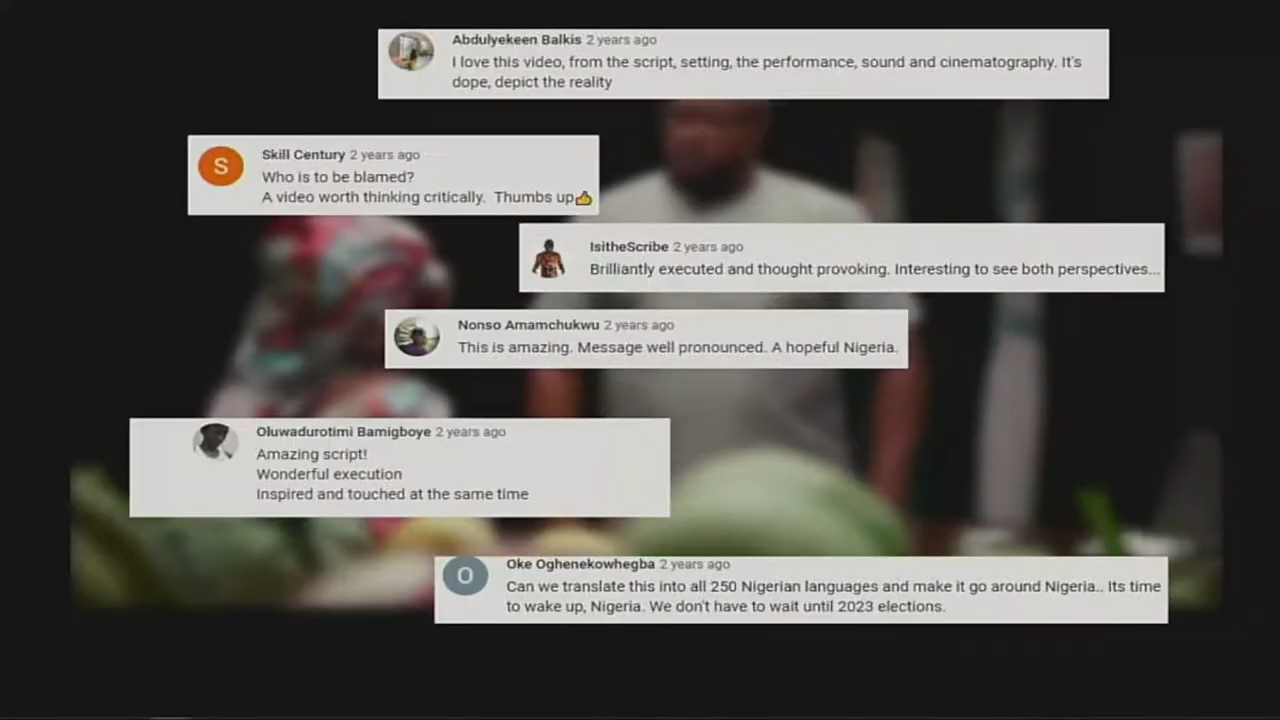 Abdulyekeen Balkis 2 years ago
I love this video, from the script, setting, the performance, sound and cinematography. It's
dope, depict the reality
S
Skill Century 2 years ago
Who is to be blamed?
A video worth thinking critically. Thumbs up👍
IsitheScribe 2 years ago
Brilliantly executed and thought provoking. Interesting to see both perspectives...
Nonso Amamchukwu 2 years ago
This is amazing. Message well pronounced. A hopeful Nigeria.
Oluwadurotimi Bamigboye 2 years ago
Amazing script!
Wonderful execution
Inspired and touched at the same time
O
Oke Oghenekowhegba 2 years ago
Can we translate this into all 250 Nigerian languages and make it go around Nigeria.. Its time
to wake up, Nigeria. We don't have to wait until 2023 elections.